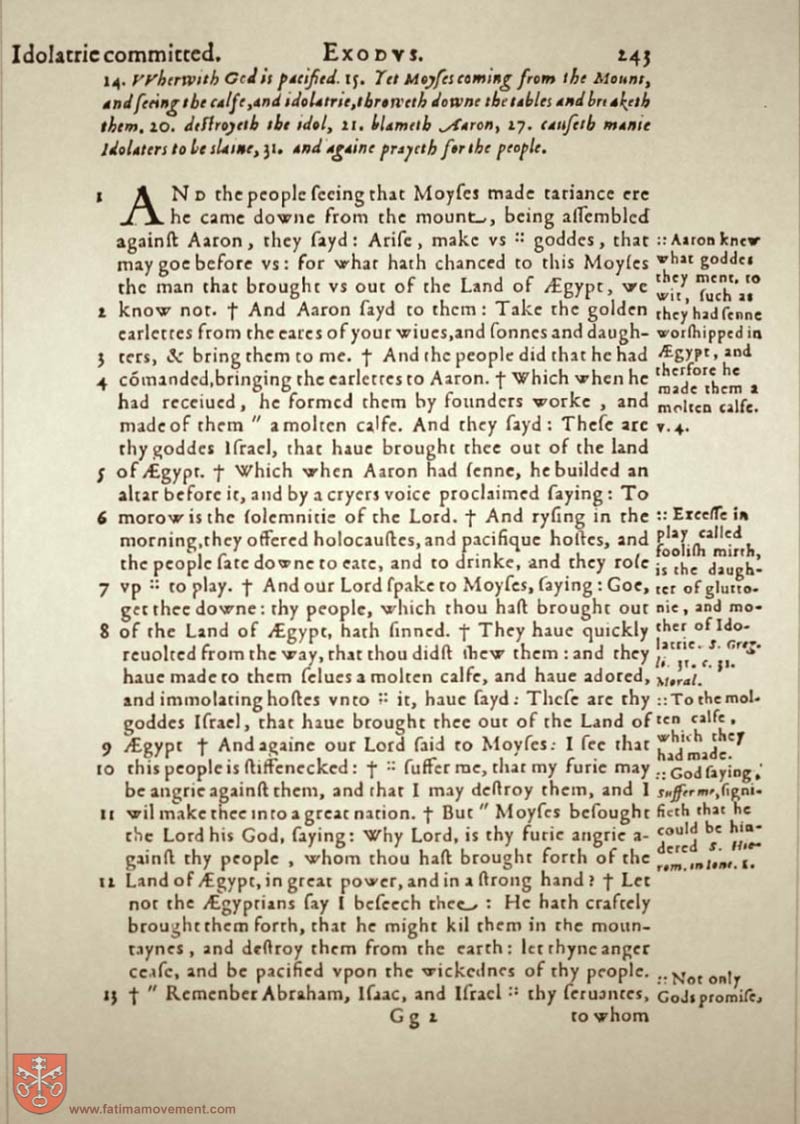 Idolatrie committed. EXODVS. 243
14. VVherwith God is pacified. 15. Yet Moyses coming from the Mount,
and seeing the calfe, and idolatrie, throweth downe the tables and breaketh
them. 20. destroyeth the idol, 21. blameth Aaron, 27. causeth manie
Idolaters to be slaine, 31. and againe prayeth for the people.
1 AND the people ſeeing that Moyſes made tariance ere
he came downe from the mount, being aſſembled
againſt Aaron, they ſayd: Ariſe, make vs :: goddes, that
may goe before vs: for what hath chanced to this Moyſes
the man that brought vs out of the Land of Ægypt, we
2 know not. † And Aaron ſayd to them: Take the golden
earlettes from the eares of your wiues, and ſonnes and daugh-
3 ters, & bring them to me. † And the people did that he had
4 cómanded, bringing the earlettes to Aaron. † Which when he
had receiued, he formed them by founders worke , and
made of them " a molten calfe. And they ſayd: Theſe are
thy goddes Iſrael, that haue brought thee out of the land
5 of Ægypt. † Which when Aaron had ſenne, he builded an
altar before it, and by a cryers voice proclaimed ſaying: To
6 morow is the ſolemnitie of the Lord. † And ryſing in the
morning, they offered holocauſtes, and pacifique hoſtes, and
the people ſate downe to eate, and to drinke, and they roſe
7 vp :: to play. † And our Lord ſpake to Moyſes, ſaying: Goe,
get thee downe: thy people, which thou haſt brought out
8 of the Land of Ægypt, hath ſinned. † They haue quickly
reuolted from the way, that thou didſt ſhew them: and they
haue made to them ſelues a molten calfe, and haue adored,
and immolating hoſtes vnto :: it, haue ſayd: Theſe are thy
goddes Iſrael, that haue brought thee out of the Land of
9 Ægypt † And againe our Lord ſaid to Moyſes: I ſee that
10 this people is ſtiffenecked: † :: ſuffer me, that my furie may
be angrie againſt them, and that I may deſtroy them, and I
11 wil make thee into a great nation. † But " Moyſes beſought
the Lord his God, ſaying: Why Lord, is thy furie angrie a-
gainſt thy people , whom thou haſt brought forth of the
12 Land of Ægypt, in great power, and in a ſtrong hand? † Let
not the Ægyptians ſay I beſeech thee : He hath craftely
brought them forth, that he might kil them in the moun-
taynes , and deſtroy them from the earth: let thyne anger
ceaſe, and be pacified vpon the wickednes of thy people.
13 † " Remenber Abraham, Iſaac, and Iſrael :: thy ſeruantes,
Gg 2 to whom
:: Aaron knew
what goddes
they ment, to
wit, ſuch as
they had ſenne
worſhipped in
Ægypt, and
therfore he
made them a
molten calfe.
v. 4.
:: Exceſſe in
play called
fooliſh mirth,
is the daugh-
ter of glutto-
nie, and mo-
ther of Ido-
latrie. S. Greg.
li. 31. c. 31.
Moral.
:: To the mol-
ten calfe,
which they
had made.
:: God ſaying,
suffer me, ſigni-
fieth that he
could be hin-
dered S. Hie-
rom.
:: Not only
Gods promiſe,
www.fatimamovement.com